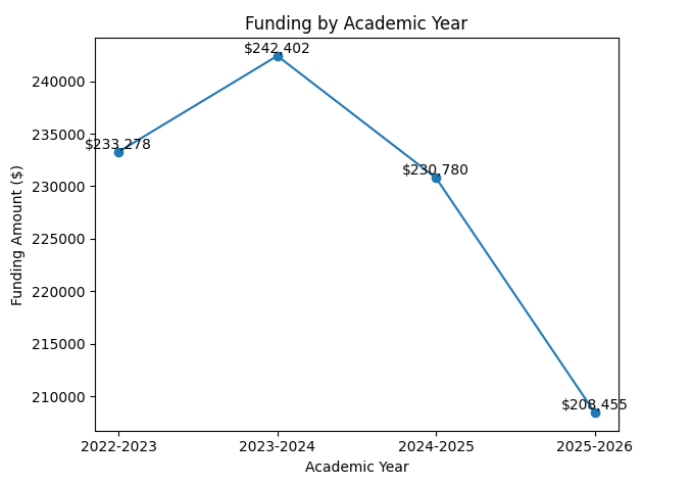 Funding by Academic Year
$242,402
240000
235000
$233,278
$230,780
230000
Funding Amount ($)
225000
220000
215000
210000
$208,455
2022-2023 2023-2024 2024-2025 2025-2026
Academic Year